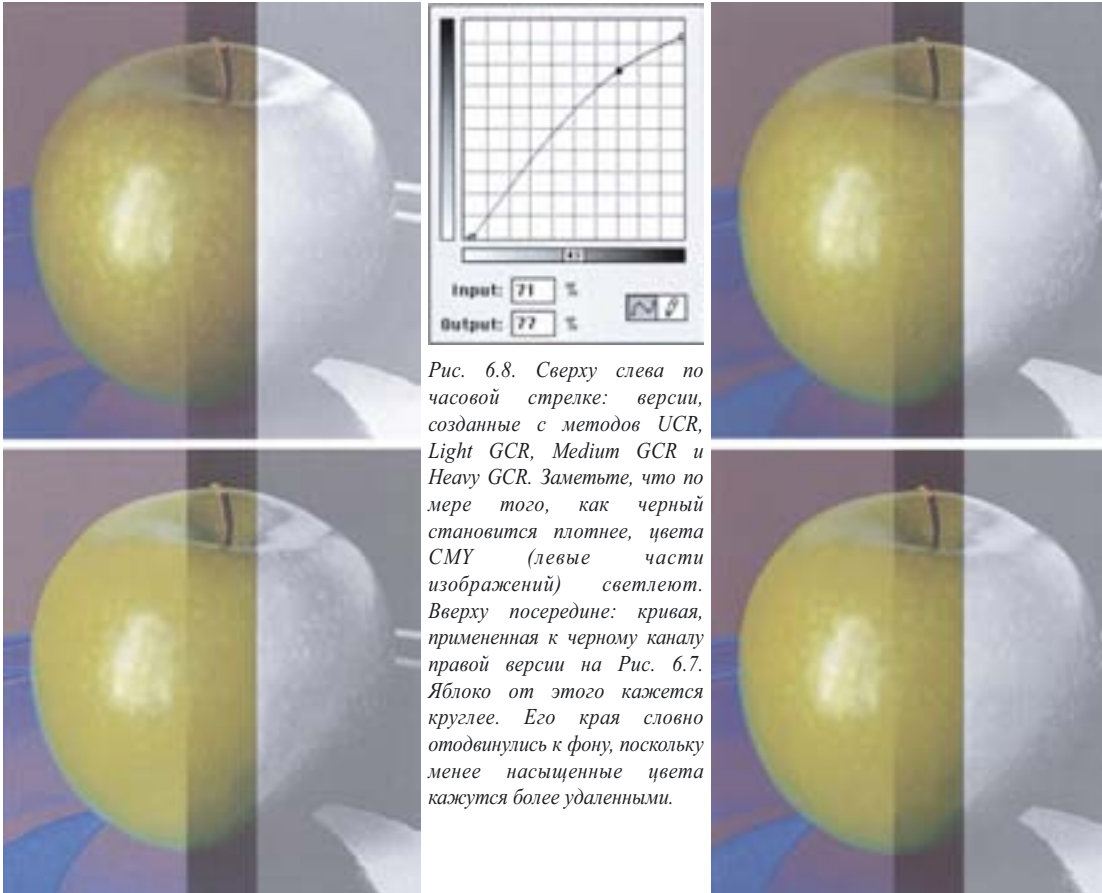 Input: 71 %
Output: 77 %
Рис. 6.8. Сверху слева по
часовой стрелке: версии,
созданные с методов UCR,
Light GCR, Medium GCR и
Heavy GCR. Заметьте, что по
мере того, как черный
становится плотнее, цвета
CMY (левые части
изображений) светлеют.
Вверху посередине: кривая,
примененная к черному каналу
правой версии на Рис. 6.7.
Яблоко от этого кажется
круглее. Его края словно
отодвинулись к фону, поскольку
менее насыщенные цвета
кажутся более удаленными.